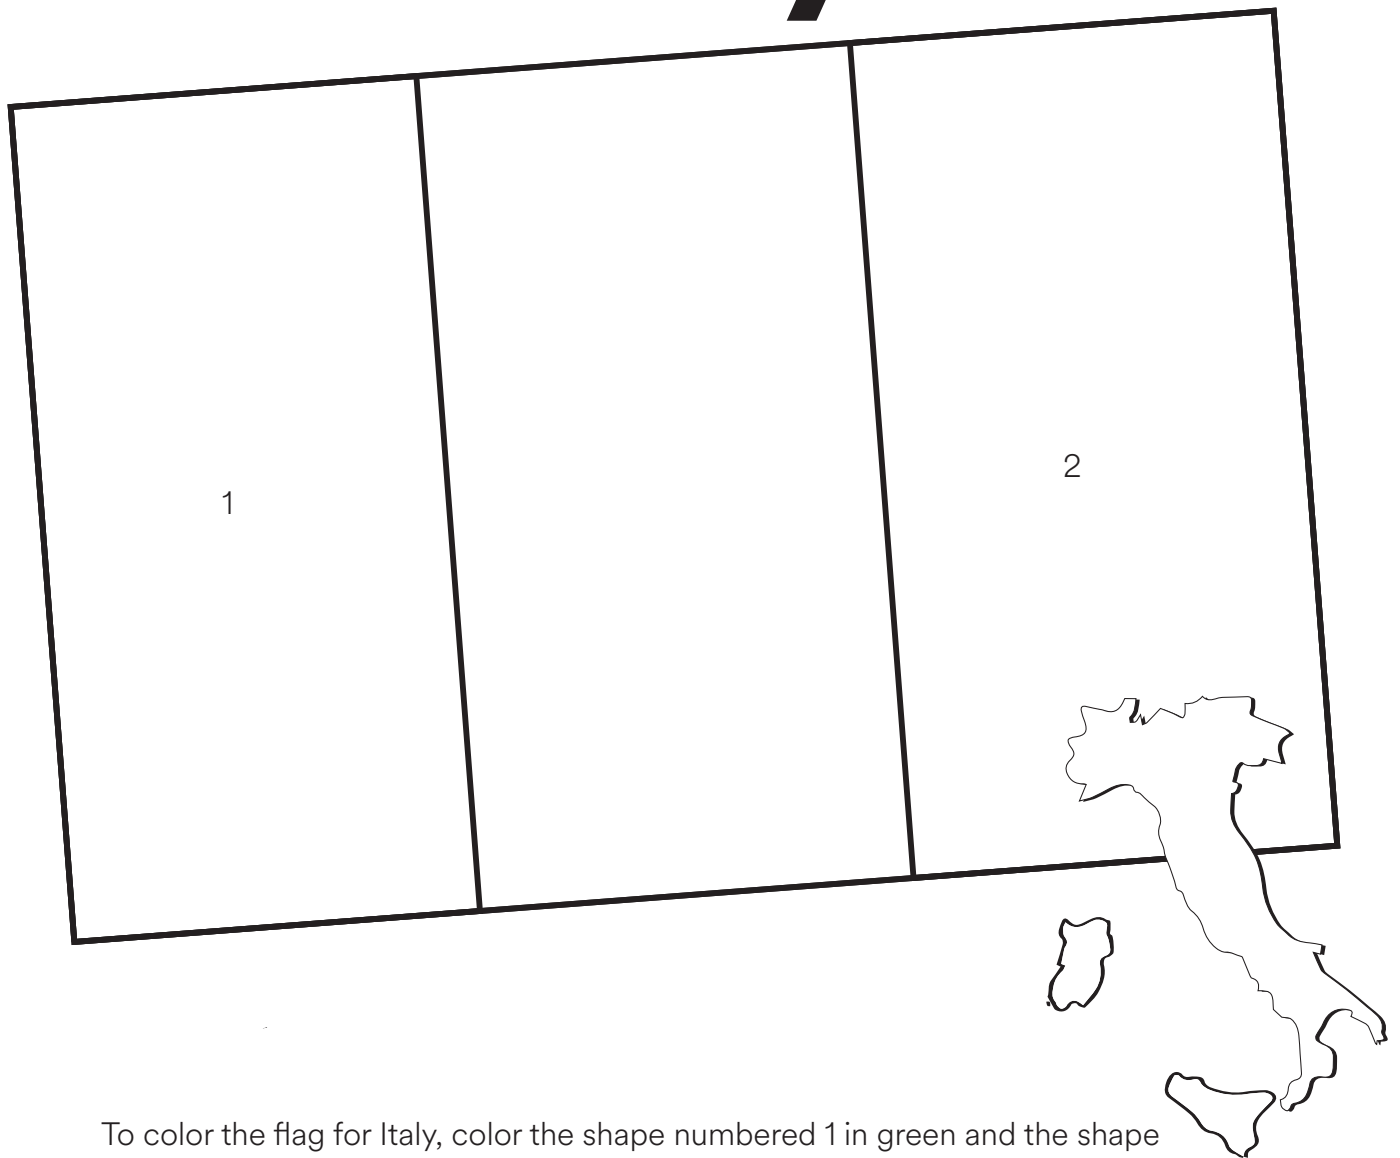 1
2
To color the flag for Italy, color the shape numbered 1 in green and the shape